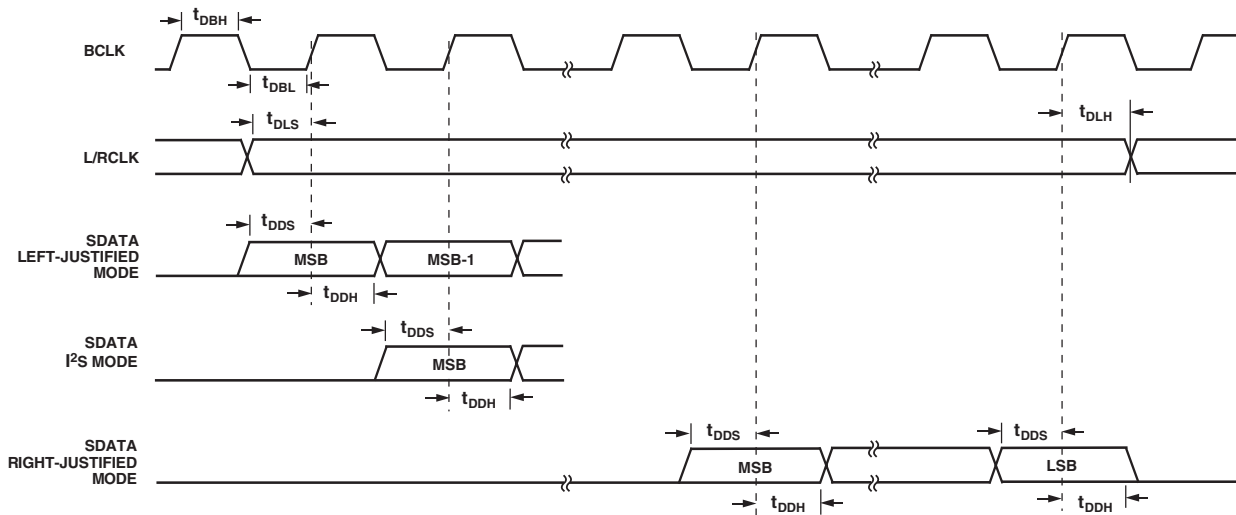 tDBH
BCLK
tDBL
tDLS
tDLH
L/RCLK
tDDS
SDATA
LEFT-JUSTIFIED
MODE
MSB
MSB-1
tDDH
tDDS
SDATA
I²S MODE
MSB
tDDH
SDATA
RIGHT-JUSTIFIED
MODE
tDDS
tDDS
MSB
LSB
tDDH
tDDH